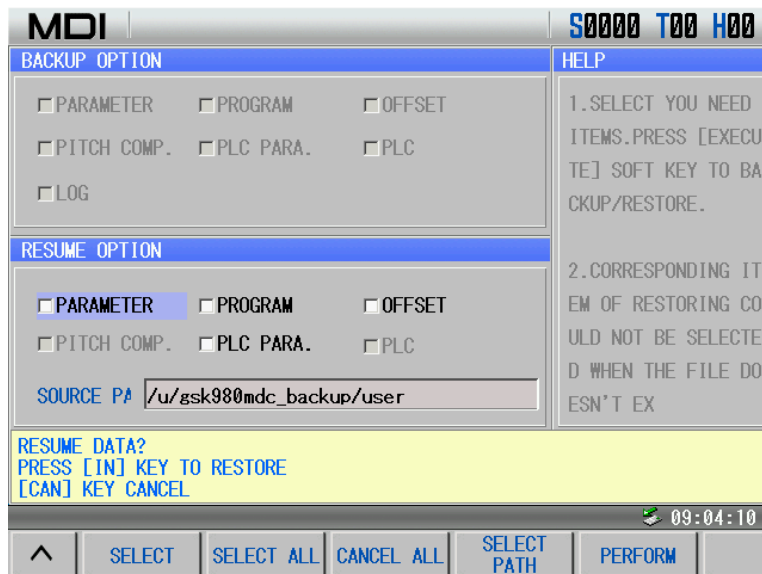 MDI S0000 T00 H00
BACKUP OPTION
PARAMETER PROGRAM OFFSET
PITCH COMP. PLC PARA. PLC
LOG
RESUME OPTION
PARAMETER PROGRAM OFFSET
PITCH COMP. PLC PARA. PLC
SOURCE PA /u/gsk980mdc_backup/user
HELP
1.SELECT YOU NEED
ITEMS.PRESS [EXECU
TE] SOFT KEY TO BA
CKUP/RESTORE.
2.CORRESPONDING IT
EM OF RESTORING CO
ULD NOT BE SELECTE
D WHEN THE FILE DO
ESN'T EX
RESUME DATA?
PRESS [IN] KEY TO RESTORE
[CAN] KEY CANCEL
09:04:10
^ SELECT SELECT ALL CANCEL ALL SELECT PATH PERFORM